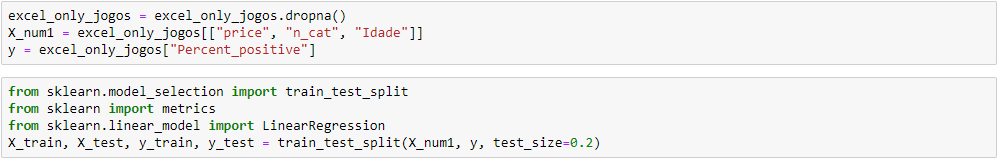 excel_only_jogos = excel_only_jogos.dropna()
X_num1 = excel_only_jogos[["price", "n_cat", "Idade"]]
y = excel_only_jogos["Percent_positive"]
from sklearn.model_selection import train_test_split
from sklearn import metrics
from sklearn.linear_model import LinearRegression
X_train, X_test, y_train, y_test = train_test_split(X_num1, y, test_size=0.2)